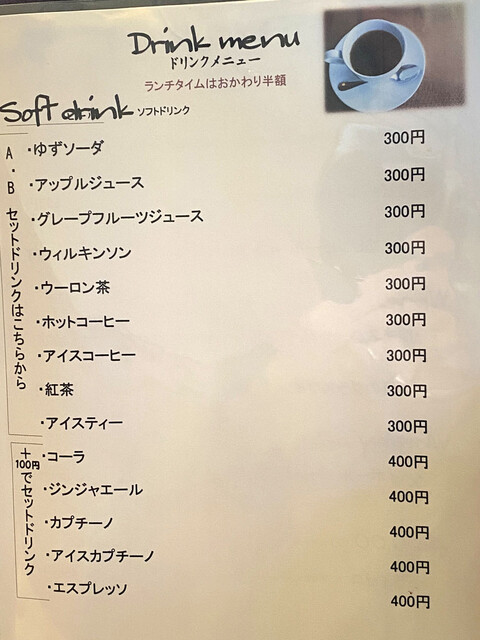 Drink menu
ドリンクメニュー
ランチタイムはおかわり半額
Soft drink ソフトドリンク
A・B セットドリンクはこちらから
・ゆずソーダ 300円
・アップルジュース 300円
・グレープフルーツジュース 300円
・ウィルキンソン 300円
・ウーロン茶 300円
・ホットコーヒー 300円
・アイスコーヒー 300円
・紅茶 300円
・アイスティー 300円
+100円でセットドリンク
・コーラ 400円
・ジンジャエール 400円
・カプチーノ 400円
・アイスカプチーノ 400円
・エスプレッソ 400円